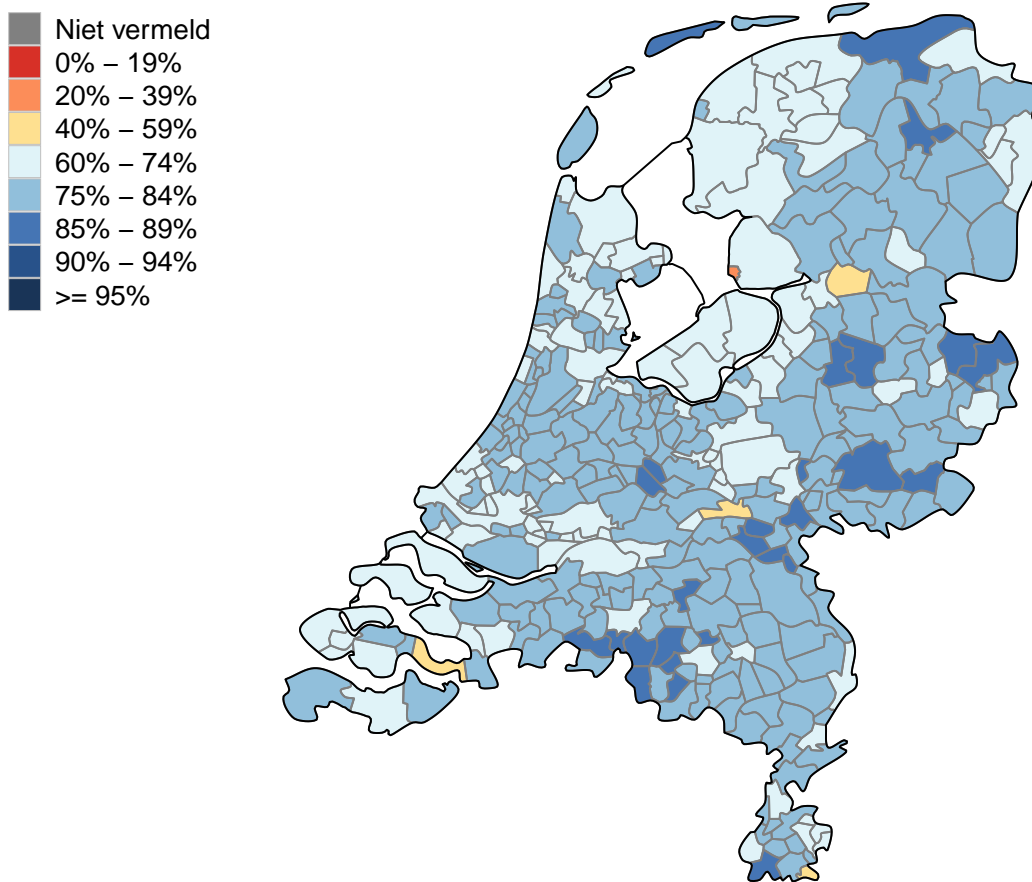 Niet vermeld
0% – 19%
20% – 39%
40% – 59%
60% – 74%
75% – 84%
85% – 89%
90% – 94%
>= 95%